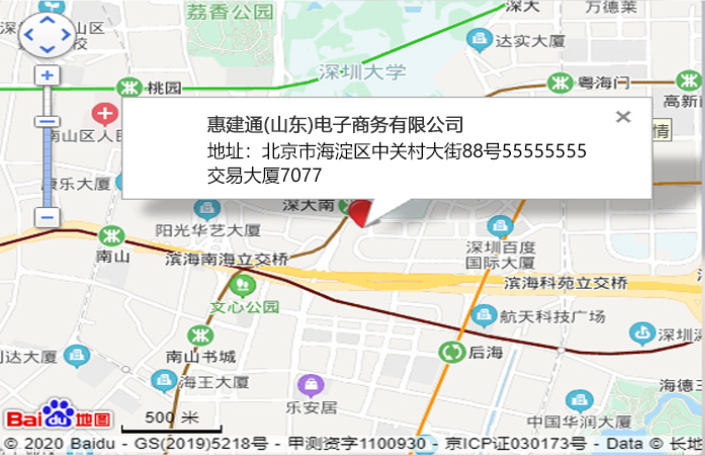 荔香公园
深大
万德莱
达实大厦
深圳大学
桃园
粤海门
高新
惠建通(山东)电子商务有限公司
地址：北京市海淀区中关村大街88号55555555
交易大厦7077
南山区人民
情
康乐大厦
深大南
阳光华艺大厦
深圳百度
国际大厦
南山
滨海南海立交桥
滨海科苑立交桥
文心公园
航天科技广场
深圳
南山书城
后海
利达大厦
海王大厦
海德三
乐安居
中国华润大厦
Baidu地图
500 米
© 2020 Baidu - GS(2019)5218号 - 甲测资字1100930 - 京ICP证030173号 - Data © 长地